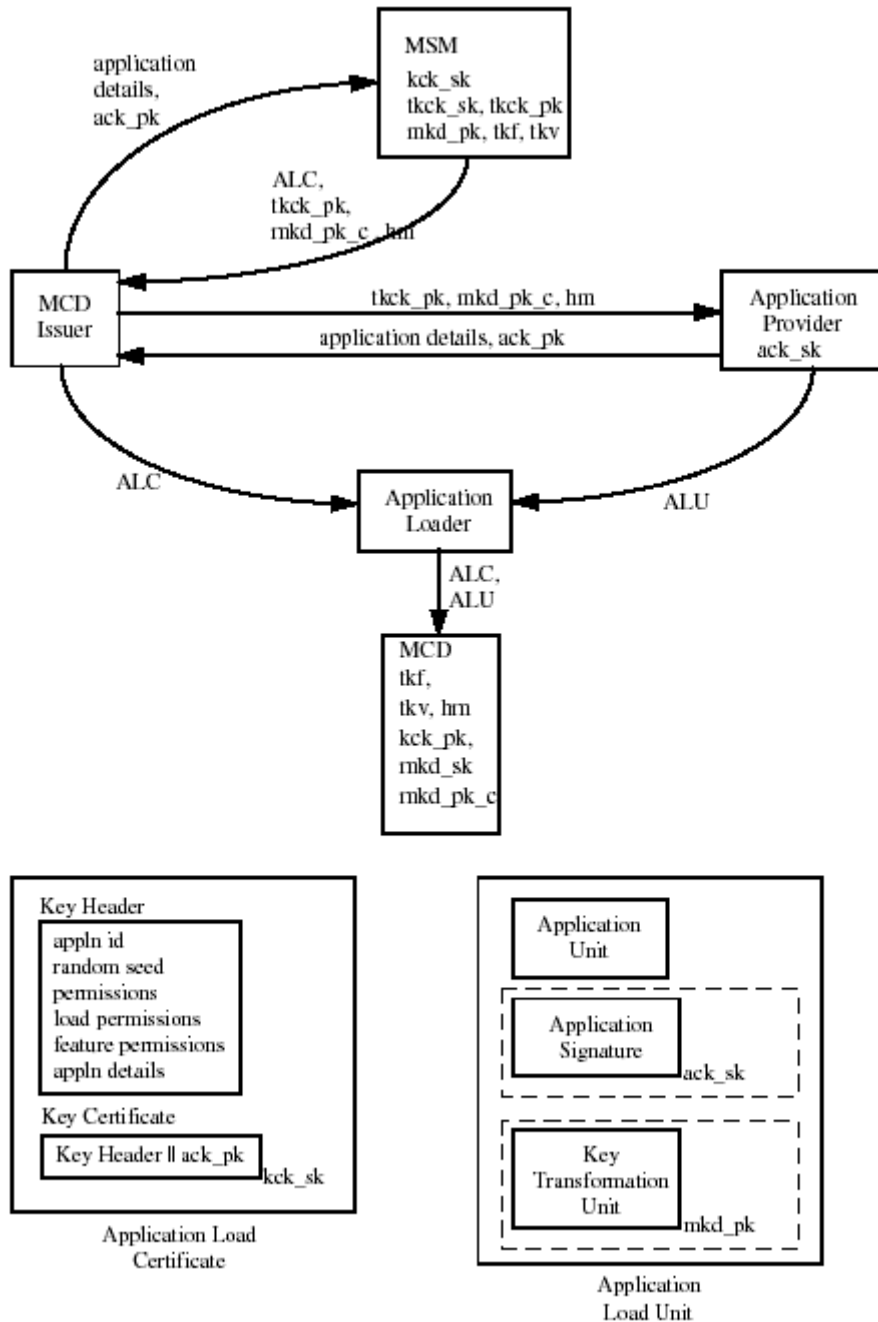 MSM
kck_sk
tkck_sk, tkck_pk
mkd_pk, tkf, tkv
application
details,
ack_pk
ALC,
tkck_pk,
mkd_pk_c , hm
MCD
Issuer
tkck_pk, mkd_pk_c, hm
application details, ack_pk
Application
Provider
ack_sk
ALC
Application
Loader
ALU
ALC,
ALU
MCD
tkf,
tkv, hm
kck_pk,
mkd_sk
mkd_pk_c
Key Header
appln id
random seed
permissions
load permissions
feature permissions
appln details
Key Certificate
Key Header || ack_pk
kck_sk
Application Load
Certificate
Application
Unit
Application
Signature
ack_sk
Key
Transformation
Unit
mkd_pk
Application
Load Unit